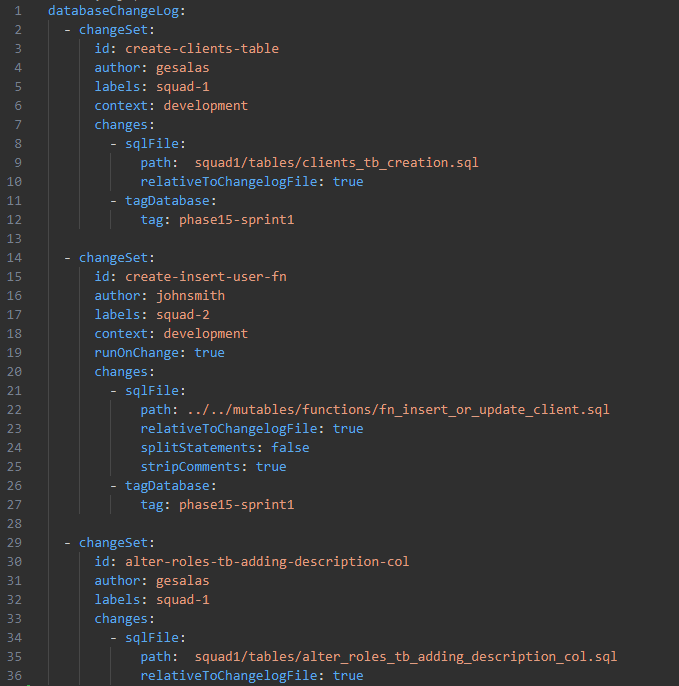 1 databaseChangeLog:
2   - changeSet:
3       id: create-clients-table
4       author: gesalas
5       labels: squad-1
6       context: development
7       changes:
8         - sqlFile:
9             path:  squad1/tables/clients_tb_creation.sql
10             relativeToChangelogFile: true
11         - tagDatabase:
12             tag: phase15-sprint1
13
14   - changeSet:
15       id: create-insert-user-fn
16       author: johnsmith
17       labels: squad-2
18       context: development
19       runOnChange: true
20       changes:
21         - sqlFile:
22             path: ../../mutables/functions/fn_insert_or_update_client.sql
23             relativeToChangelogFile: true
24             splitStatements: false
25             stripComments: true
26         - tagDatabase:
27             tag: phase15-sprint1
28
29   - changeSet:
30       id: alter-roles-tb-adding-description-col
31       author: gesalas
32       labels: squad-1
33       changes:
34         - sqlFile:
35             path:  squad1/tables/alter_roles_tb_adding_description_col.sql
36             relativeToChangelogFile: true